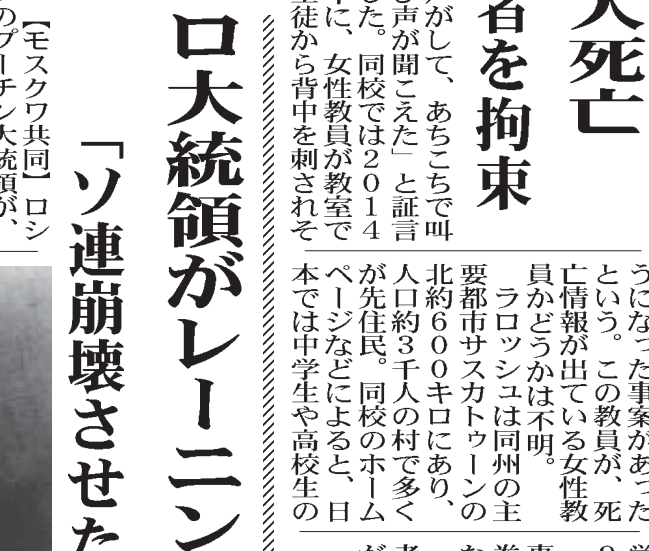 人死亡
者を拘束
がして、あちこちで叫
び声が聞こえた」と証言
した。同校では２０１４
年に、女性教員が教室で
生徒から背中を刺されそ
うになった事案があった
という。この教員が、死
亡情報が出ている女性教
員かどうかは不明。
ラロッシュは同州の主
要都市サスカトゥーンの
北約６００キロにあり、
人口約３千人の村で多く
が先住民。同校のホーム
ページなどによると、日
本では中学生や高校生の
ロ大統領がレーニン
「ソ連崩壊させた
【モスクワ共同】ロシ
のプーチン大統領が、